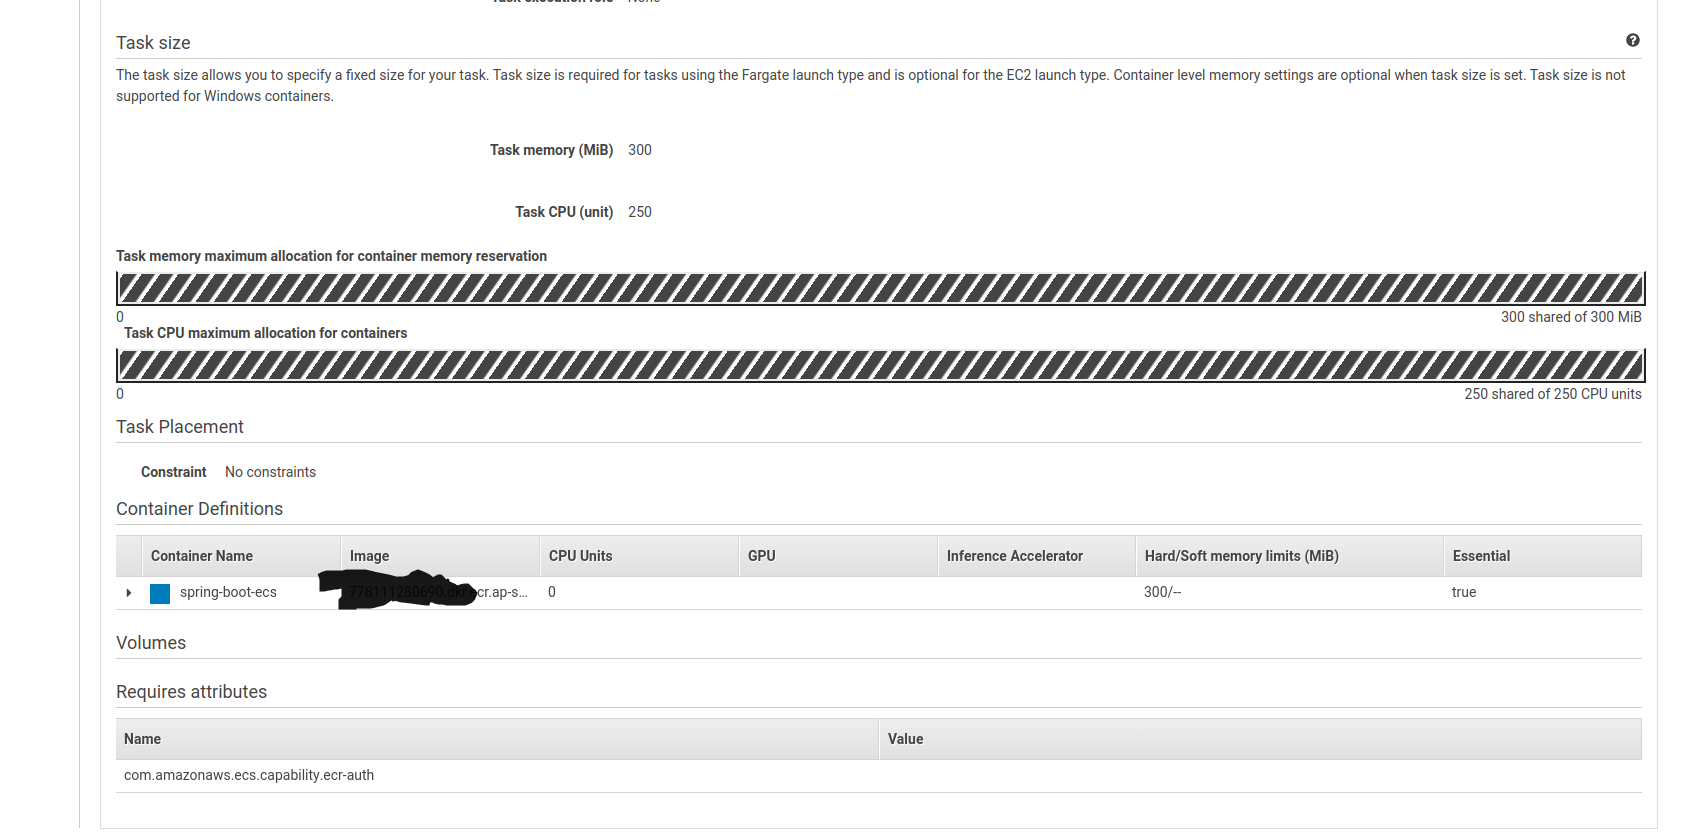 Task execution role None
Task size
The task size allows you to specify a fixed size for your task. Task size is required for tasks using the Fargate launch type and is optional for the EC2 launch type. Container level memory settings are optional when task size is set. Task size is not
supported for Windows containers.
Task memory (MiB) 300
Task CPU (unit) 250
Task memory maximum allocation for container memory reservation
0 300 shared of 300 MiB
Task CPU maximum allocation for containers
0 250 shared of 250 CPU units
Task Placement
Constraint No constraints
Container Definitions
Container Name Image CPU Units GPU Inference Accelerator Hard/Soft memory limits (MiB) Essential
spring-boot-ecs ecr.ap-s... 0 300/-- true
Volumes
Requires attributes
Name Value
com.amazonaws.ecs.capability.ecr-auth